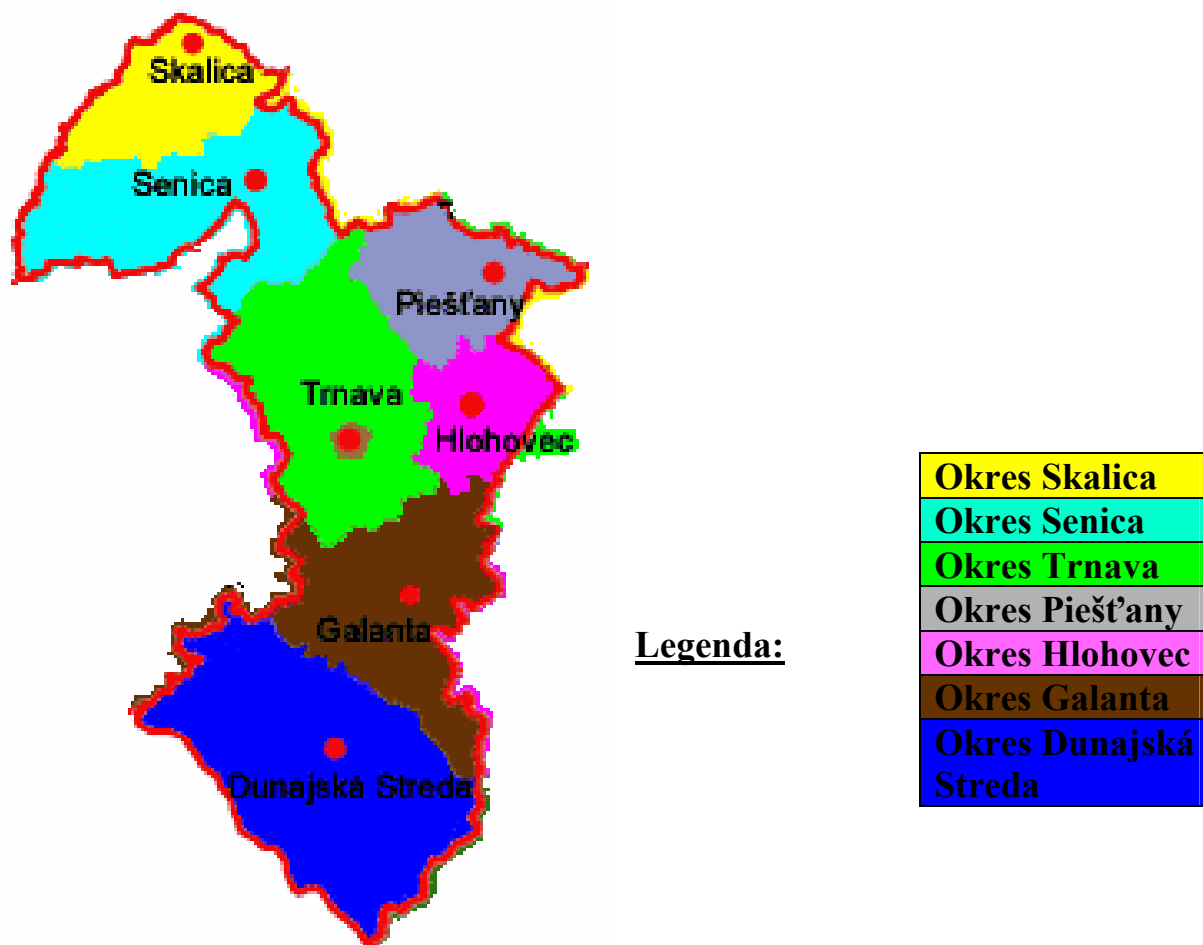 Skalica
Senica
Piešťany
Trnava
Hlohovec
Galanta
Dunajská Streda
Legenda:
Okres Skalica
Okres Senica
Okres Trnava
Okres Piešťany
Okres Hlohovec
Okres Galanta
Okres Dunajská
Streda